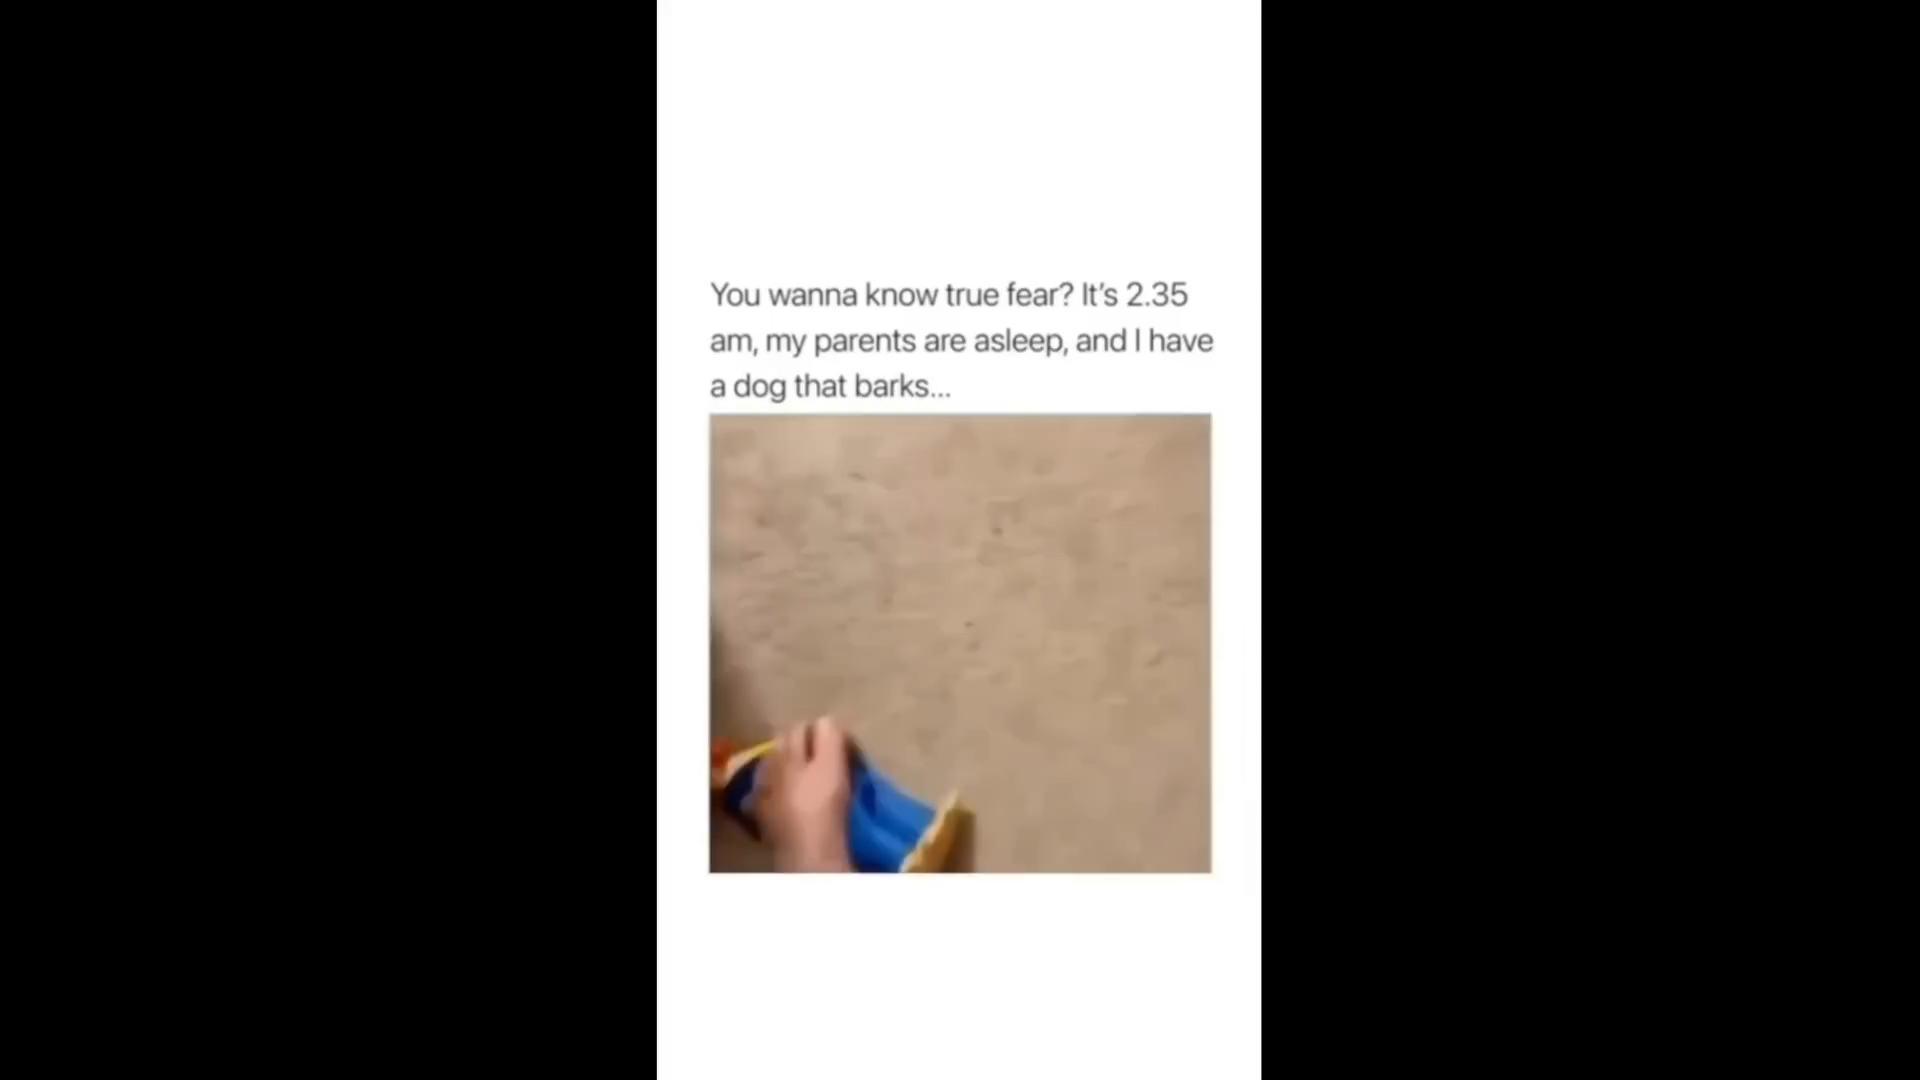 You wanna know true fear? It's 2.35
am, my parents are asleep, and I have
a dog that barks...